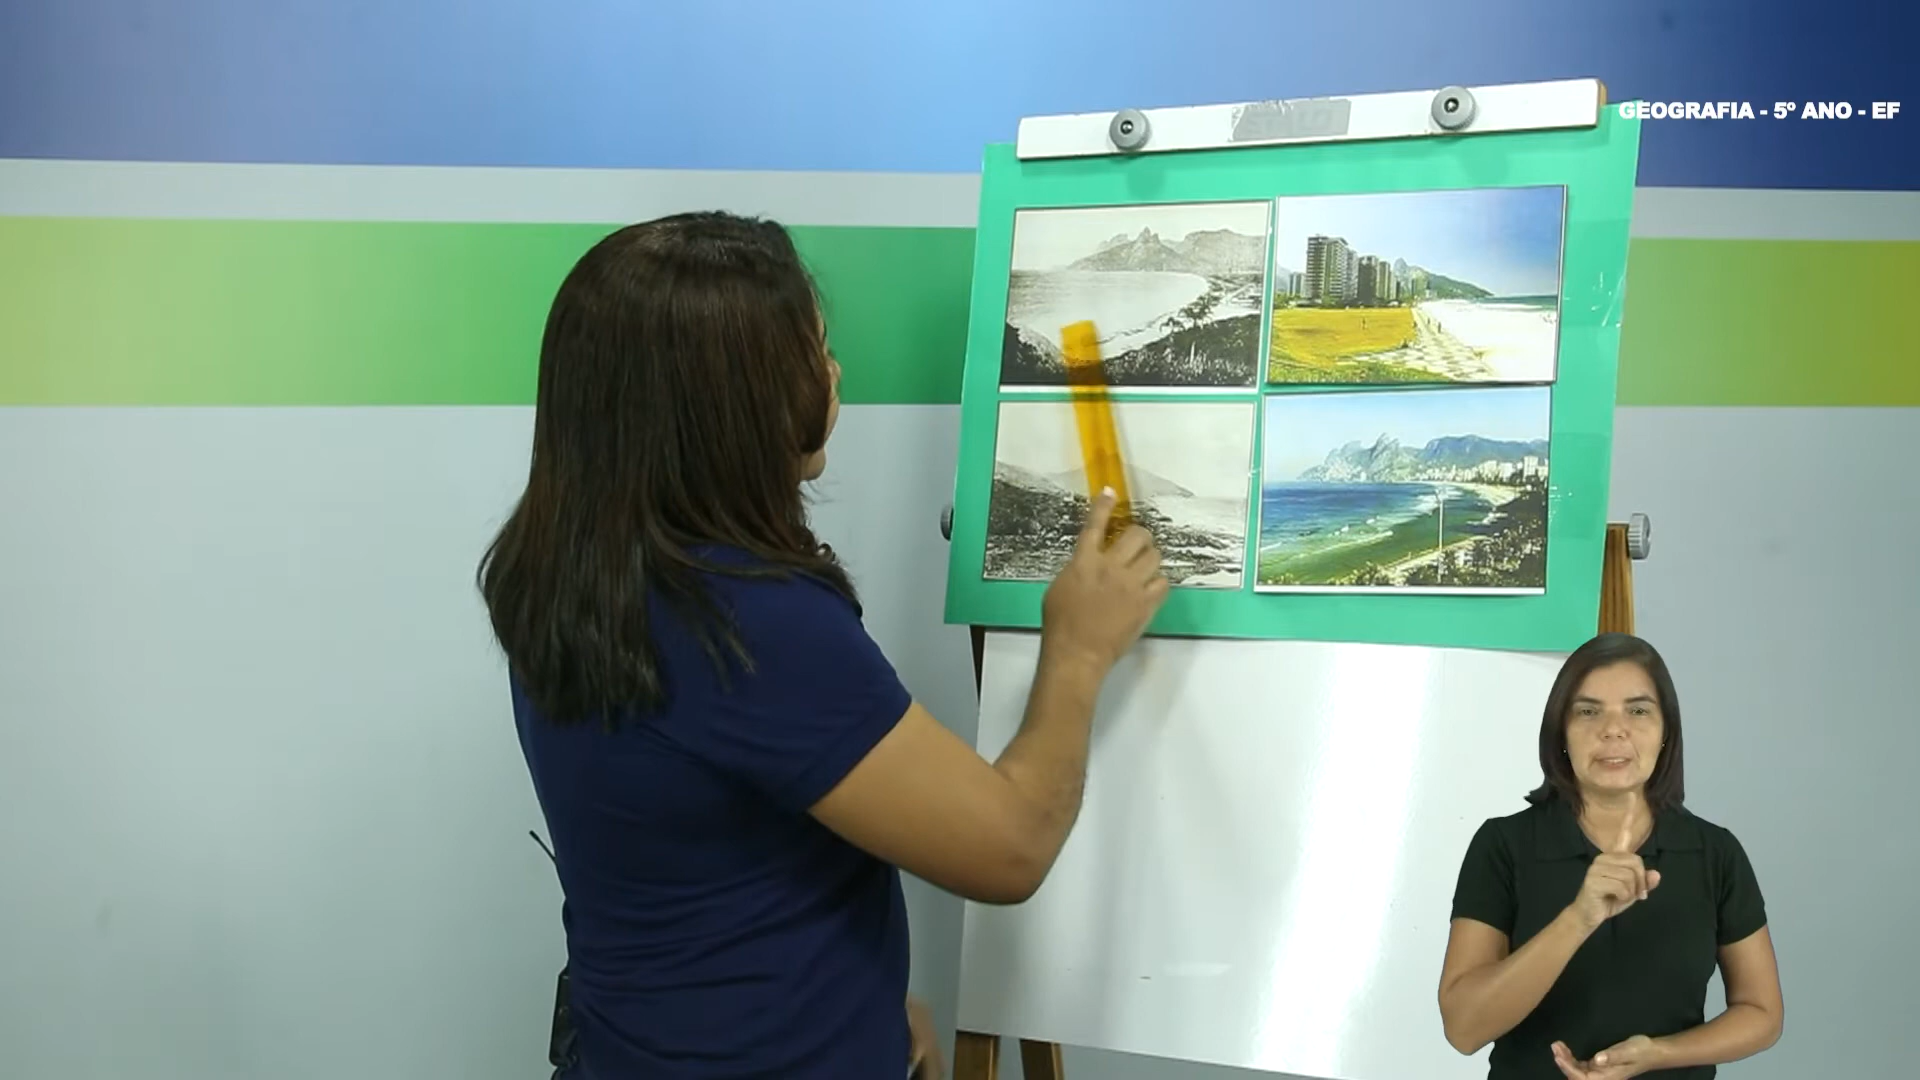 GEOGRAFIA - 5º ANO - EF